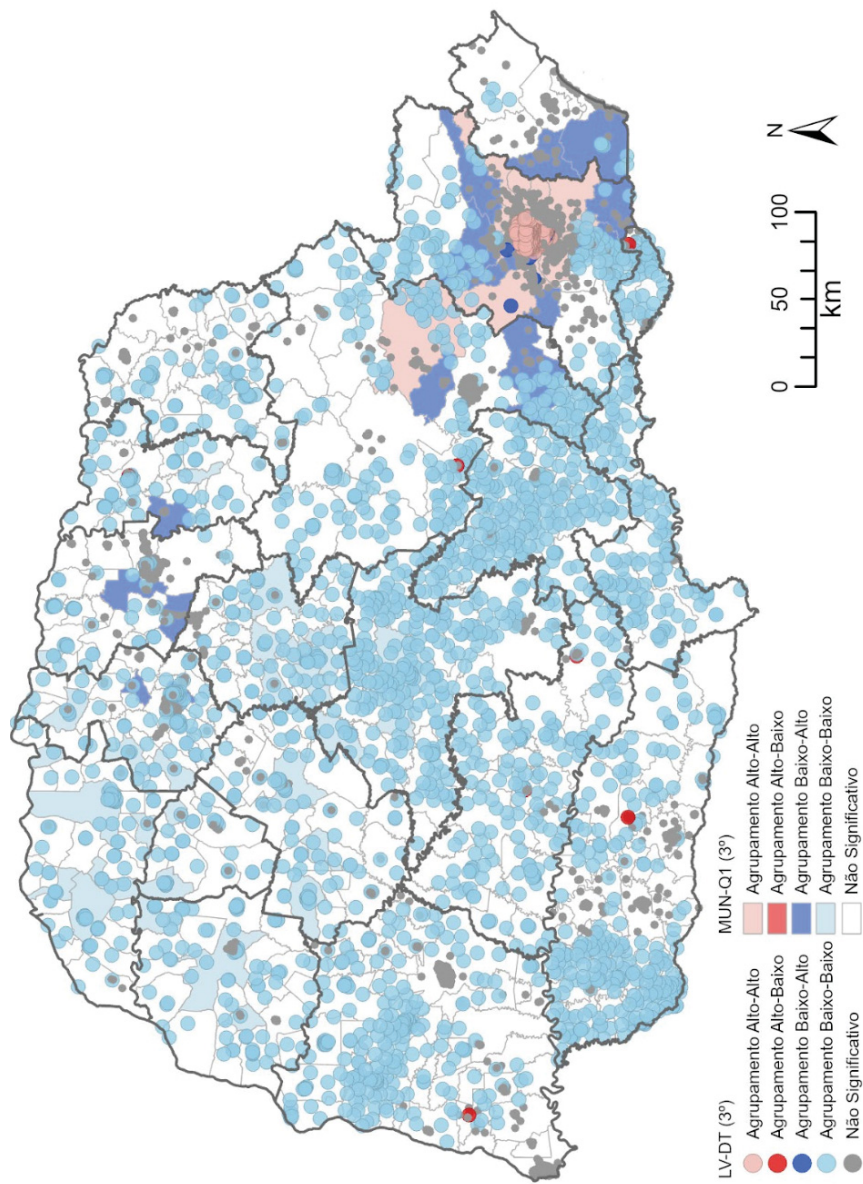 N
0 50 100
km
LV-DT (3º)
Agrupamento Alto-Alto
Agrupamento Alto-Baixo
Agrupamento Baixo-Alto
Agrupamento Baixo-Baixo
Não Significativo
MUN-Q1 (3º)
Agrupamento Alto-Alto
Agrupamento Alto-Baixo
Agrupamento Baixo-Alto
Agrupamento Baixo-Baixo
Não Significativo